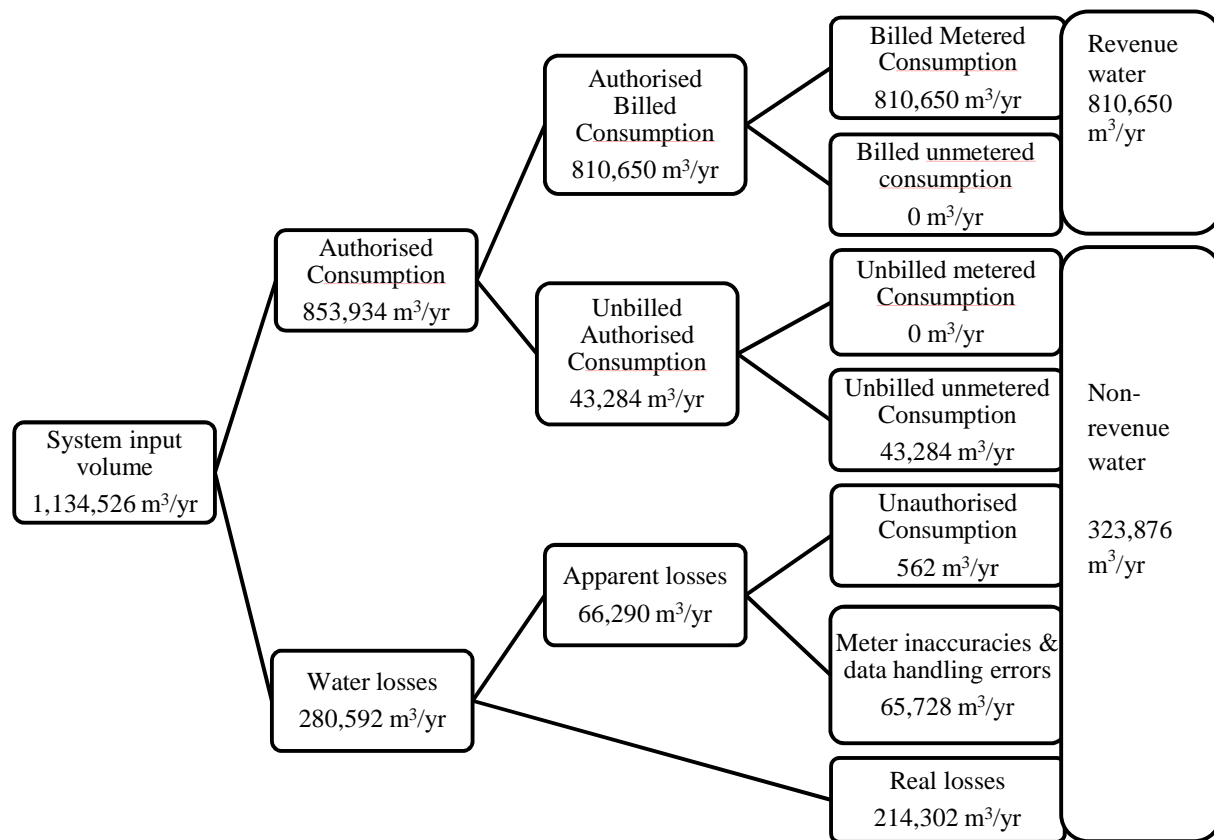 System input
volume
1,134,526 m³/yr
Authorised
Consumption
853,934 m³/yr
Water losses
280,592 m³/yr
Authorised
Billed
Consumption
810,650 m³/yr
Unbilled
Authorised
Consumption
43,284 m³/yr
Apparent losses
66,290 m³/yr
Billed Metered
Consumption
810,650 m³/yr
Billed unmetered
consumption
0 m³/yr
Unbilled metered
Consumption
0 m³/yr
Unbilled unmetered
Consumption
43,284 m³/yr
Unauthorised
Consumption
562 m³/yr
Meter inaccuracies &
data handling errors
65,728 m³/yr
Real losses
214,302 m³/yr
Revenue
water
810,650
m³/yr
Non-
revenue
water
323,876
m³/yr